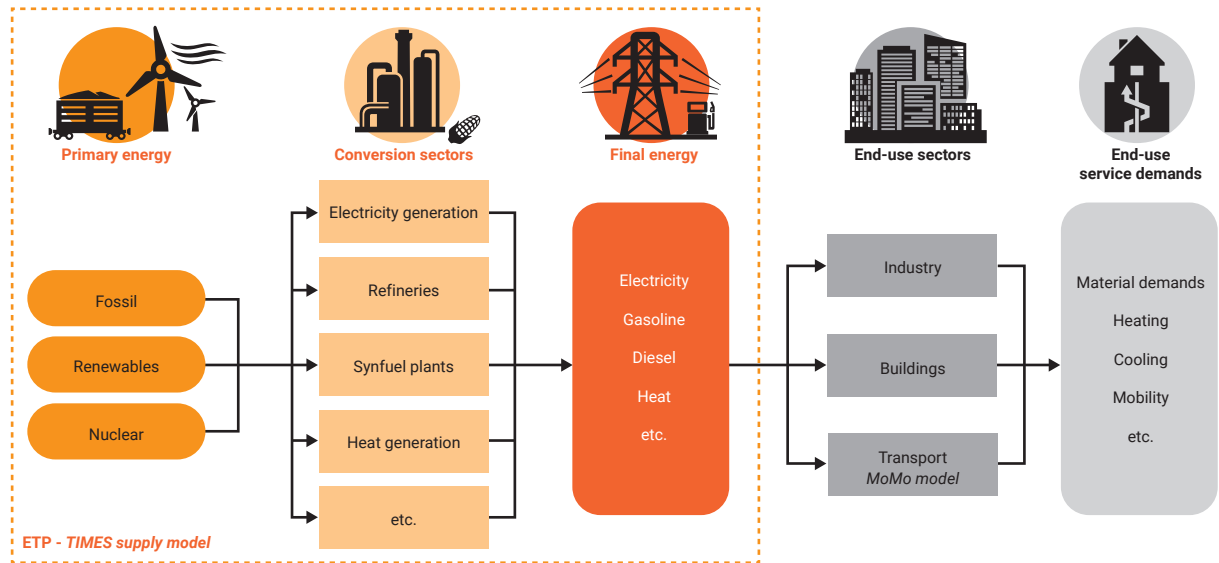 Primary energy
Conversion sectors
Final energy
End-use sectors
End-use
service demands
Fossil
Renewables
Nuclear
Electricity generation
Refineries
Synfuel plants
Heat generation
etc.
Electricity
Gasoline
Diesel
Heat
etc.
Industry
Buildings
Transport
MoMo model
Material demands
Heating
Cooling
Mobility
etc.
ETP - TIMES supply model